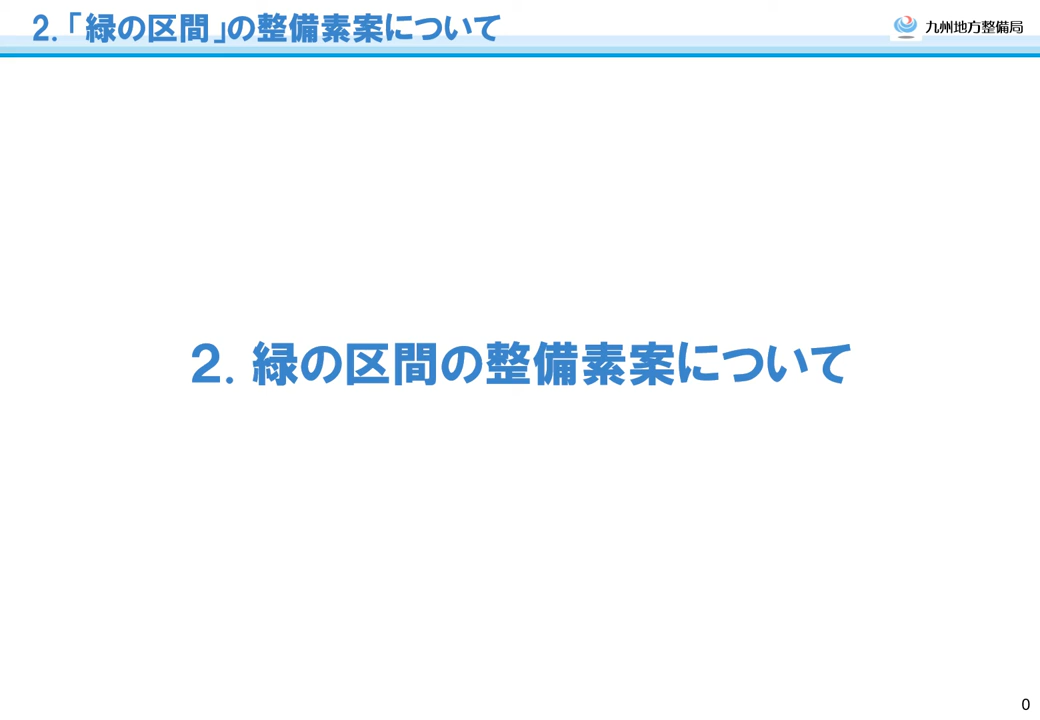 2. 「緑の区間」の整備素案について
九州地方整備局
2. 緑の区間の整備素案について
0